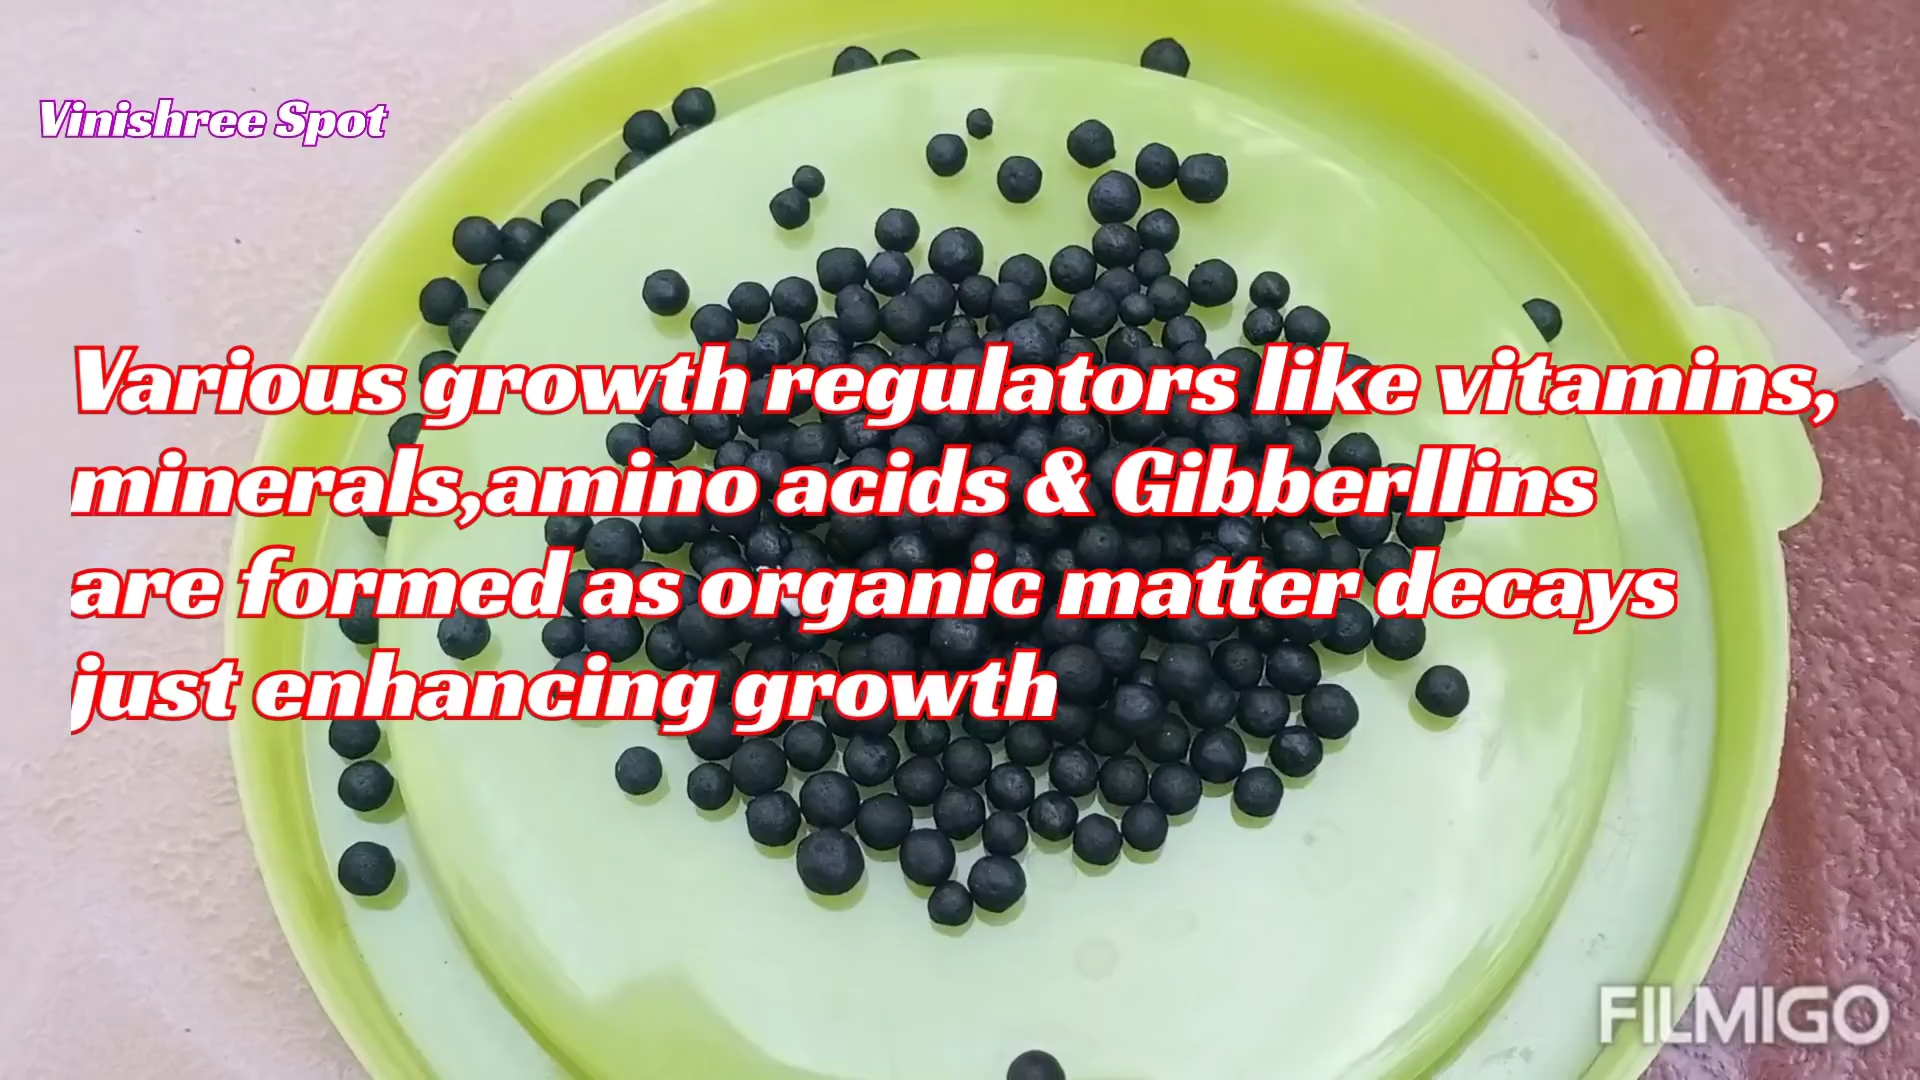 Vinishree Spot
Various growth regulators like vitamins,
minerals,amino acids & Gibberllins
are formed as organic matter decays
just enhancing growth
FILMIGO